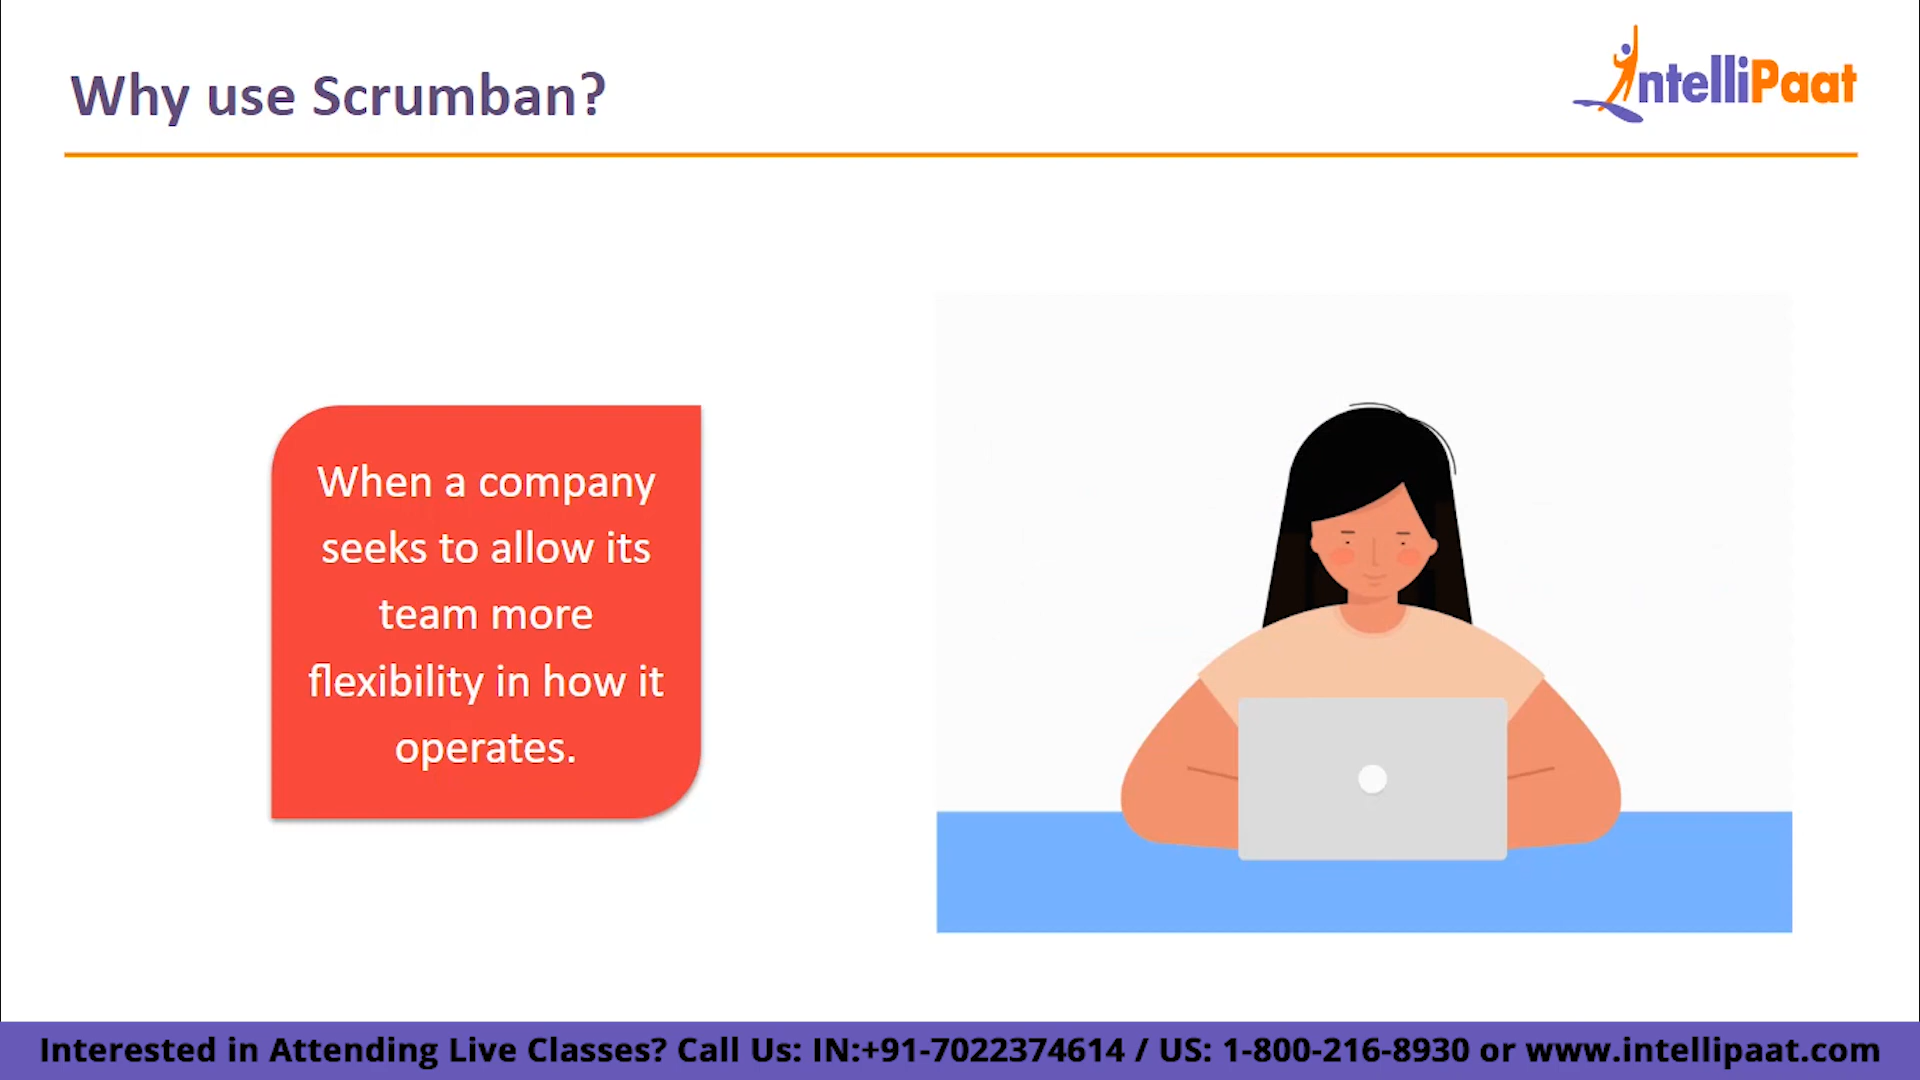 Why use Scrumban?
IntelliPaat
When a company
seeks to allow its
team more
flexibility in how it
operates.
Interested in Attending Live Classes? Call Us: IN:+91-7022374614 / US: 1-800-216-8930 or www.intellipaat.com